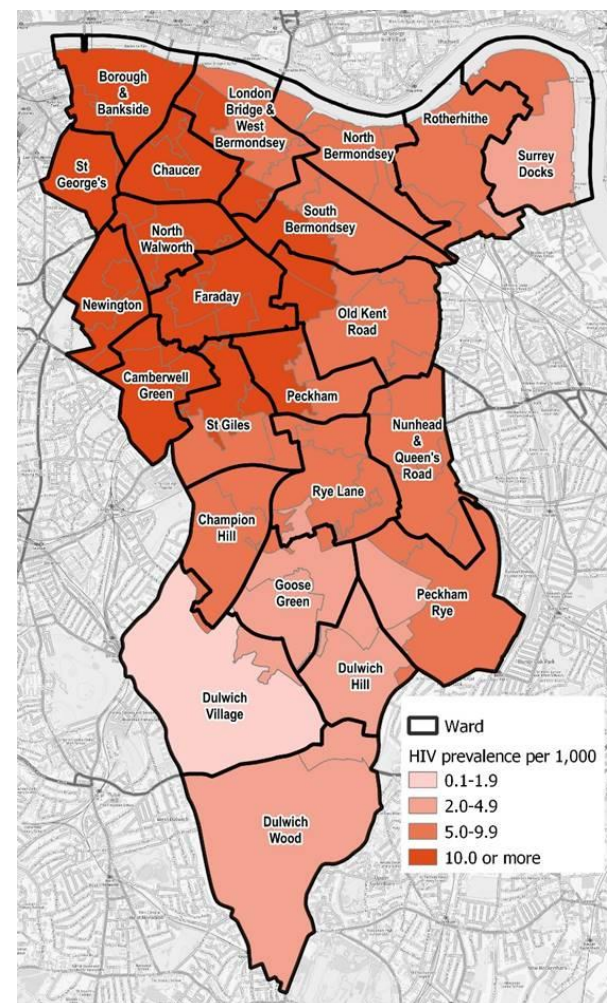 Borough
&
Bankside
London
Bridge &
West
Bermondsey
Rotherhithe
North
Bermondsey
Surrey
Docks
St
George's
Chaucer
South
Bermondsey
North
Walworth
Newington
Faraday
Old Kent
Road
Camberwell
Green
Peckham
St Giles
Nunhead
&
Queen's
Road
Rye Lane
Champion
Hill
Goose
Green
Peckham
Rye
Dulwich
Hill
Dulwich
Village
Dulwich
Wood
Ward
HIV prevalence per 1,000
0.1-1.9
2.0-4.9
5.0-9.9
10.0 or more